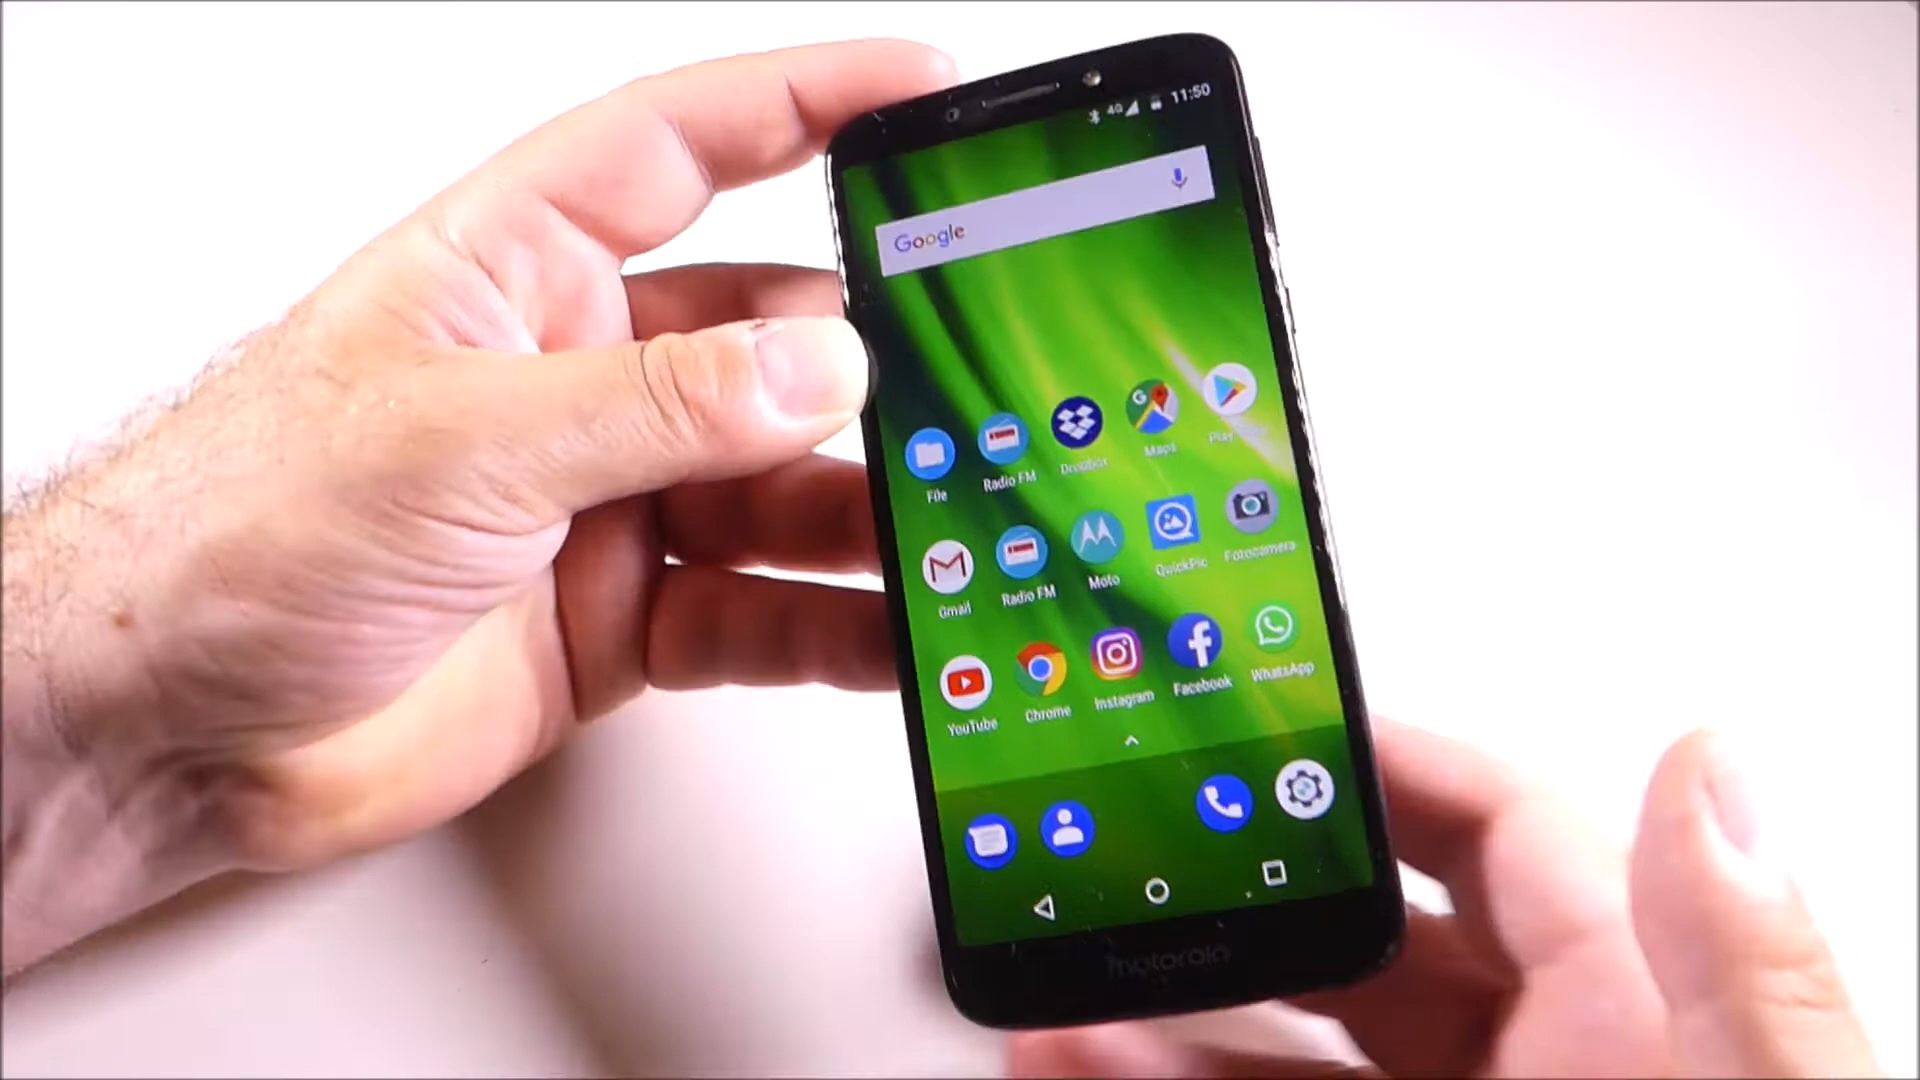 4G 11:50
Google
File Radio FM Dropbox Maps Play
Gmail Radio FM Moto QuickPic Fotocamera
YouTube Chrome Instagram Facebook WhatsApp
motorola